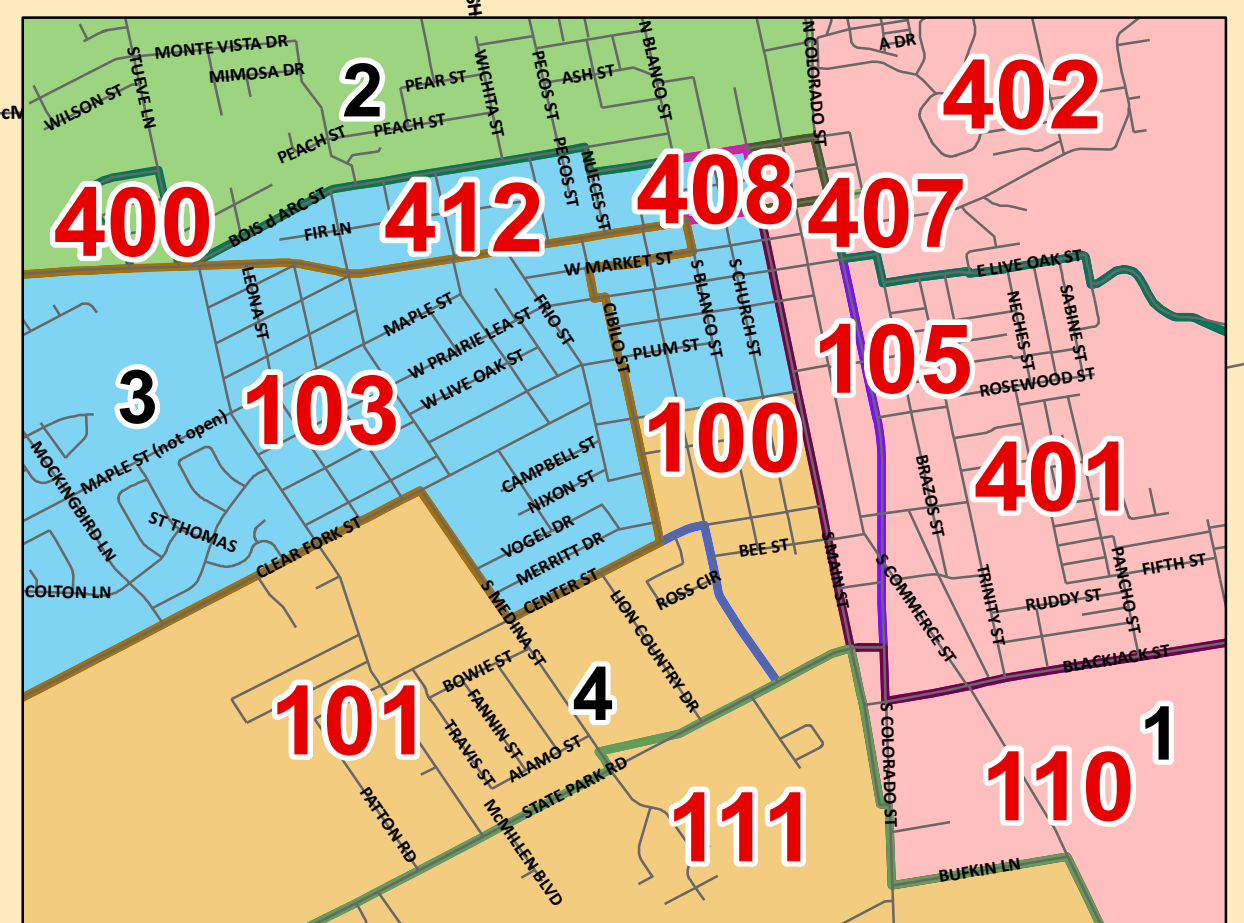 SH
MONTE VISTA DR
STUEVE LN
MIMOSA DR
WILSON ST
cM
2
PEAR ST
PEACH ST
PEACH ST
WICHITA ST
PECOS ST
ASH ST
N BLANCO ST
N COLORADO ST
A DR
402
PECOS ST
NUECES ST
400
BOIS d ARC ST
FIR LN
412
408
407
W MARKET ST
E LIVE OAK ST
LEONA ST
MAPLE ST
W PRAIRIE LEA ST
W LIVE OAK ST
FRIO ST
CIBILO ST
S BLANCO ST
S CHURCH ST
PLUM ST
105
NECHES ST
SABINE ST
ROSEWOOD ST
3
103
100
401
MAPLE ST (not open)
MOCKINGBIRD LN
ST THOMAS
CLEAR FORK ST
COLTON LN
CAMPBELL ST
NIXON ST
VOGEL DR
MERRITT DR
CENTER ST
S MEDINA ST
BEE ST
ROSS CIR
LION COUNTRY DR
S MAIN ST
S COMMERCE ST
BRAZOS ST
TRINITY ST
RUDDY ST
PANCHO ST
FIFTH ST
BLACKJACK ST
BOWIE ST
FANNIN ST
TRAVIS ST
ALAMO ST
4
101
STATE PARK RD
PATTON RD
McMILLEN BLVD
111
S COLORADO ST
1
110
BUFKIN LN